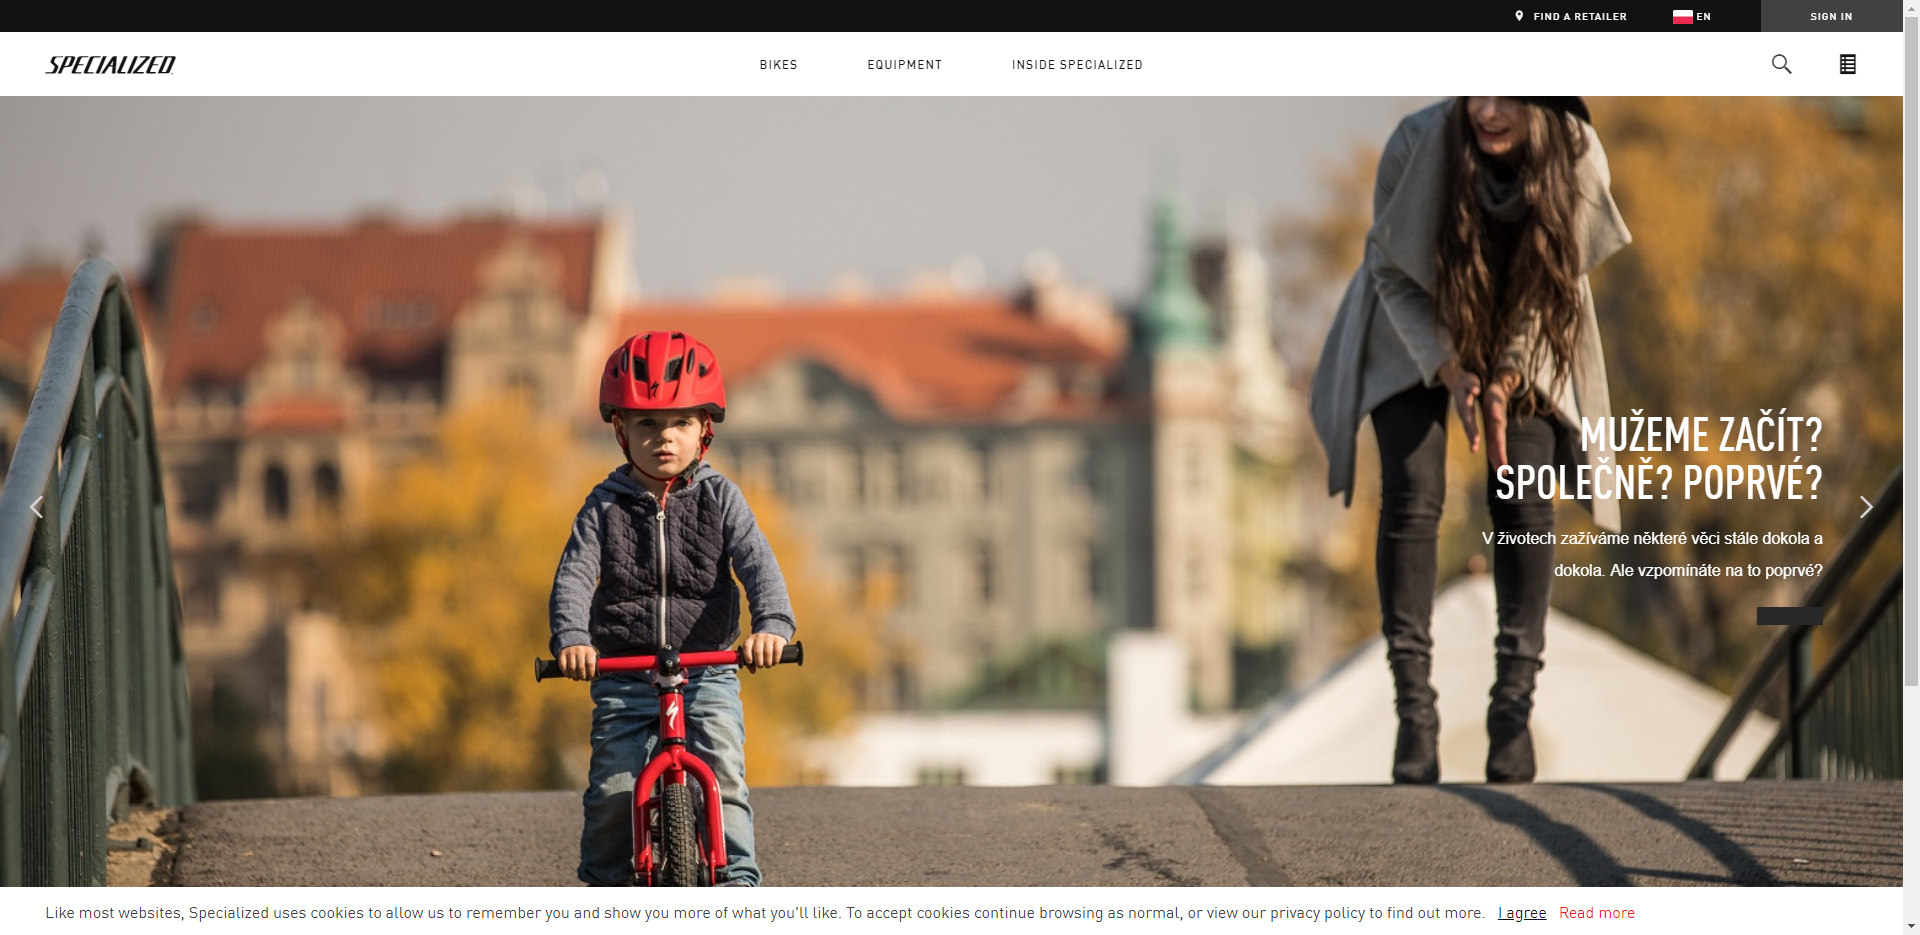 FIND A RETAILER
EN
SIGN IN
SPECIALIZED
BIKES
EQUIPMENT
INSIDE SPECIALIZED
MUŽEME ZAČÍT?
SPOLEČNĚ? POPRVÉ?
V životech zažíváme některé věci stále dokola a
dokola. Ale vzpomínáte na to poprvé?
Like most websites, Specialized uses cookies to allow us to remember you and show you more of what you'll like. To accept cookies continue browsing as normal, or view our privacy policy to find out more. I agree Read more